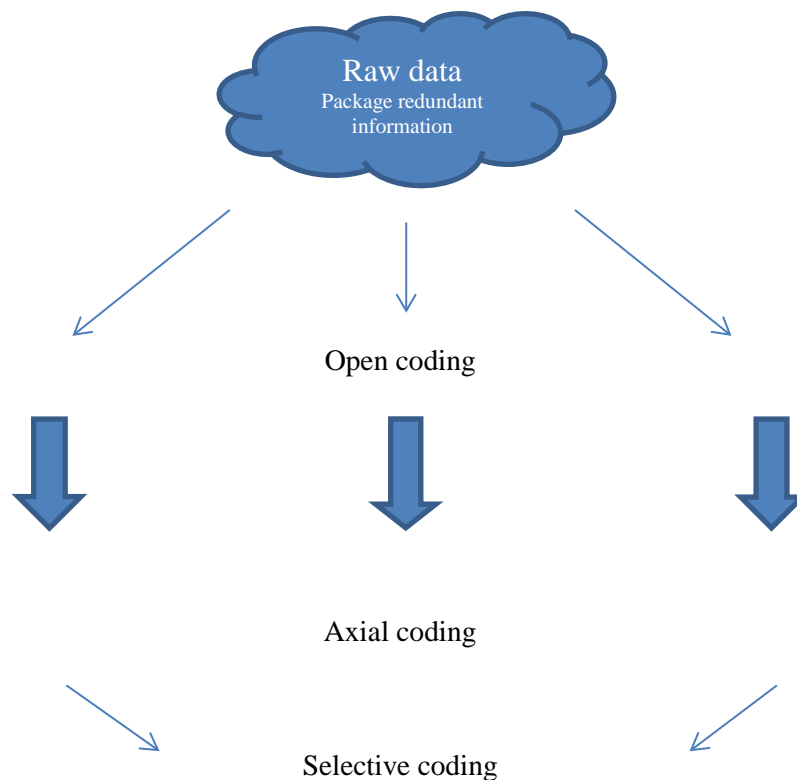 Raw data
Package redundant
information
Open coding
Axial coding
Selective coding